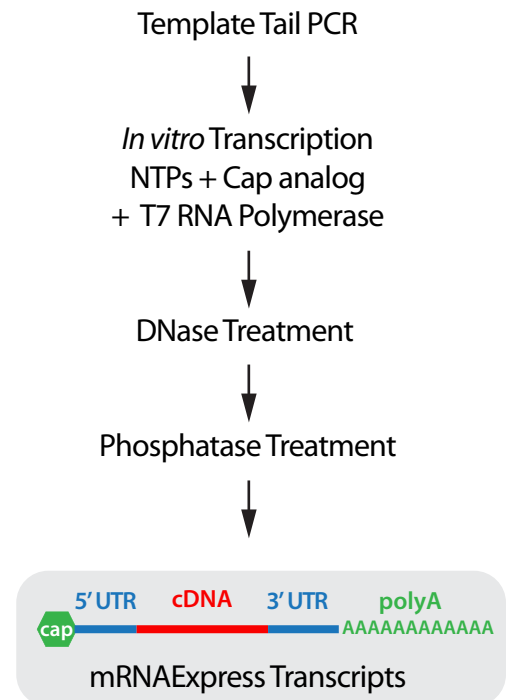 Template Tail PCR
In vitro Transcription
NTPs + Cap analog
+ T7 RNA Polymerase
DNase Treatment
Phosphatase Treatment
5’ UTR cDNA 3’ UTR polyA
cap AAAAAAAAAAAA
mRNAExpress Transcripts